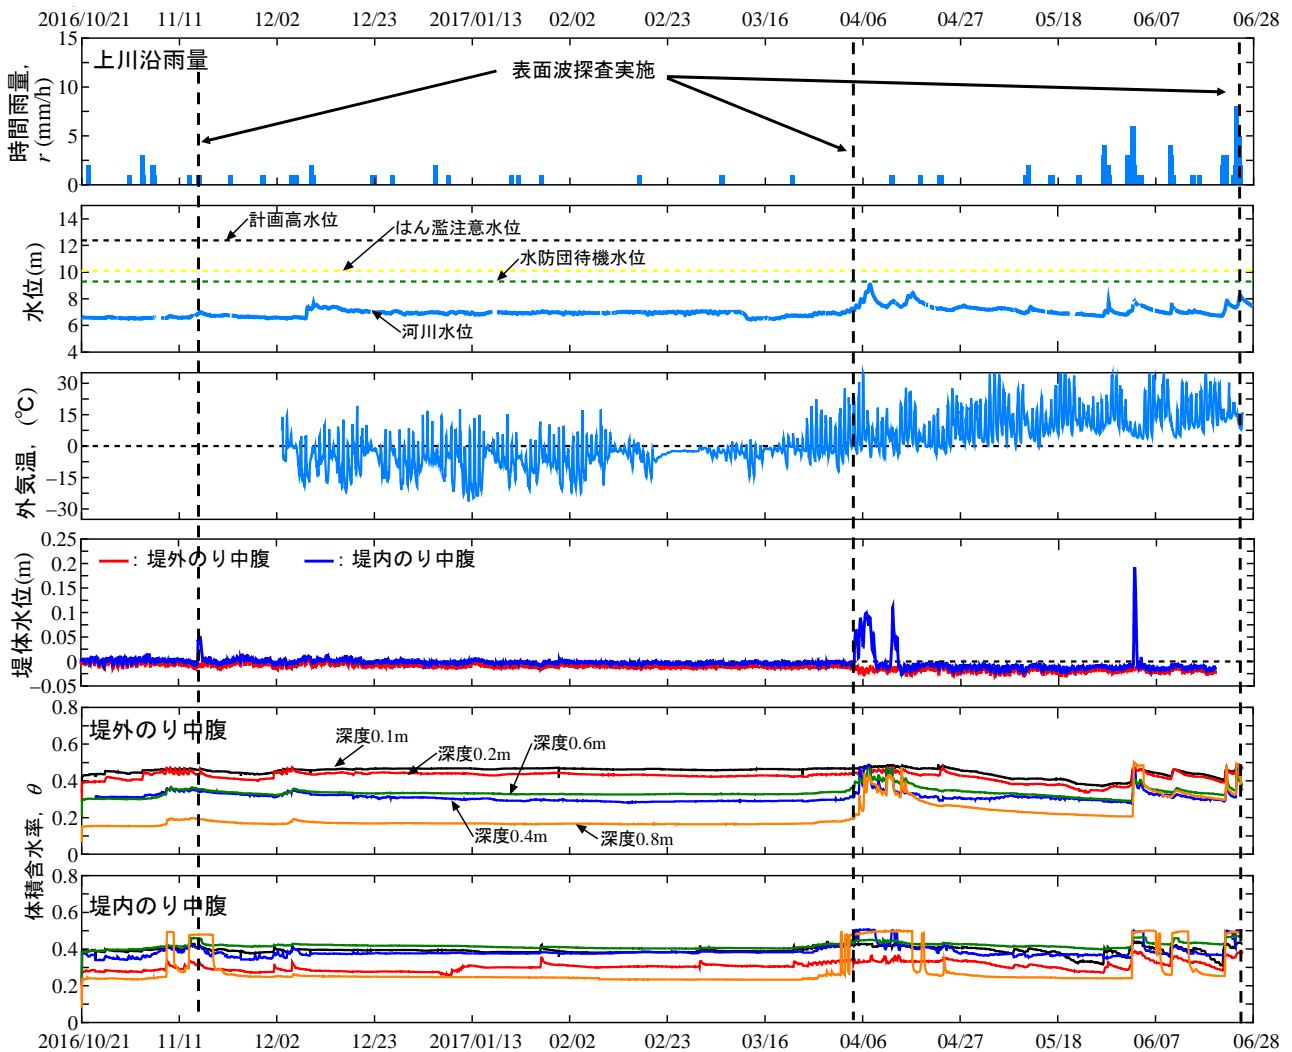 2016/10/21 11/11 12/02 12/23 2017/01/13 02/02 02/23 03/16 04/06 04/27 05/18 06/07 06/28
時間雨量,
r (mm/h)
15
10
5
0
上川沿雨量
表面波探査実施
水位(m)
14
12
10
8
6
4
計画高水位
はん濫注意水位
水防団待機水位
河川水位
外気温, (℃)
30
15
0
−15
−30
堤体水位(m)
0.25
0.2
0.15
0.1
0.05
0
−0.05
: 堤外のり中腹 : 堤内のり中腹
体積含水率, θ
0.8
0.6
0.4
0.2
0
堤外のり中腹
深度0.1m
深度0.2m
深度0.6m
深度0.4m
深度0.8m
0.8
0.6
0.4
0.2
0
堤内のり中腹
2016/10/21 11/11 12/02 12/23 2017/01/13 02/02 02/23 03/16 04/06 04/27 05/18 06/07 06/28